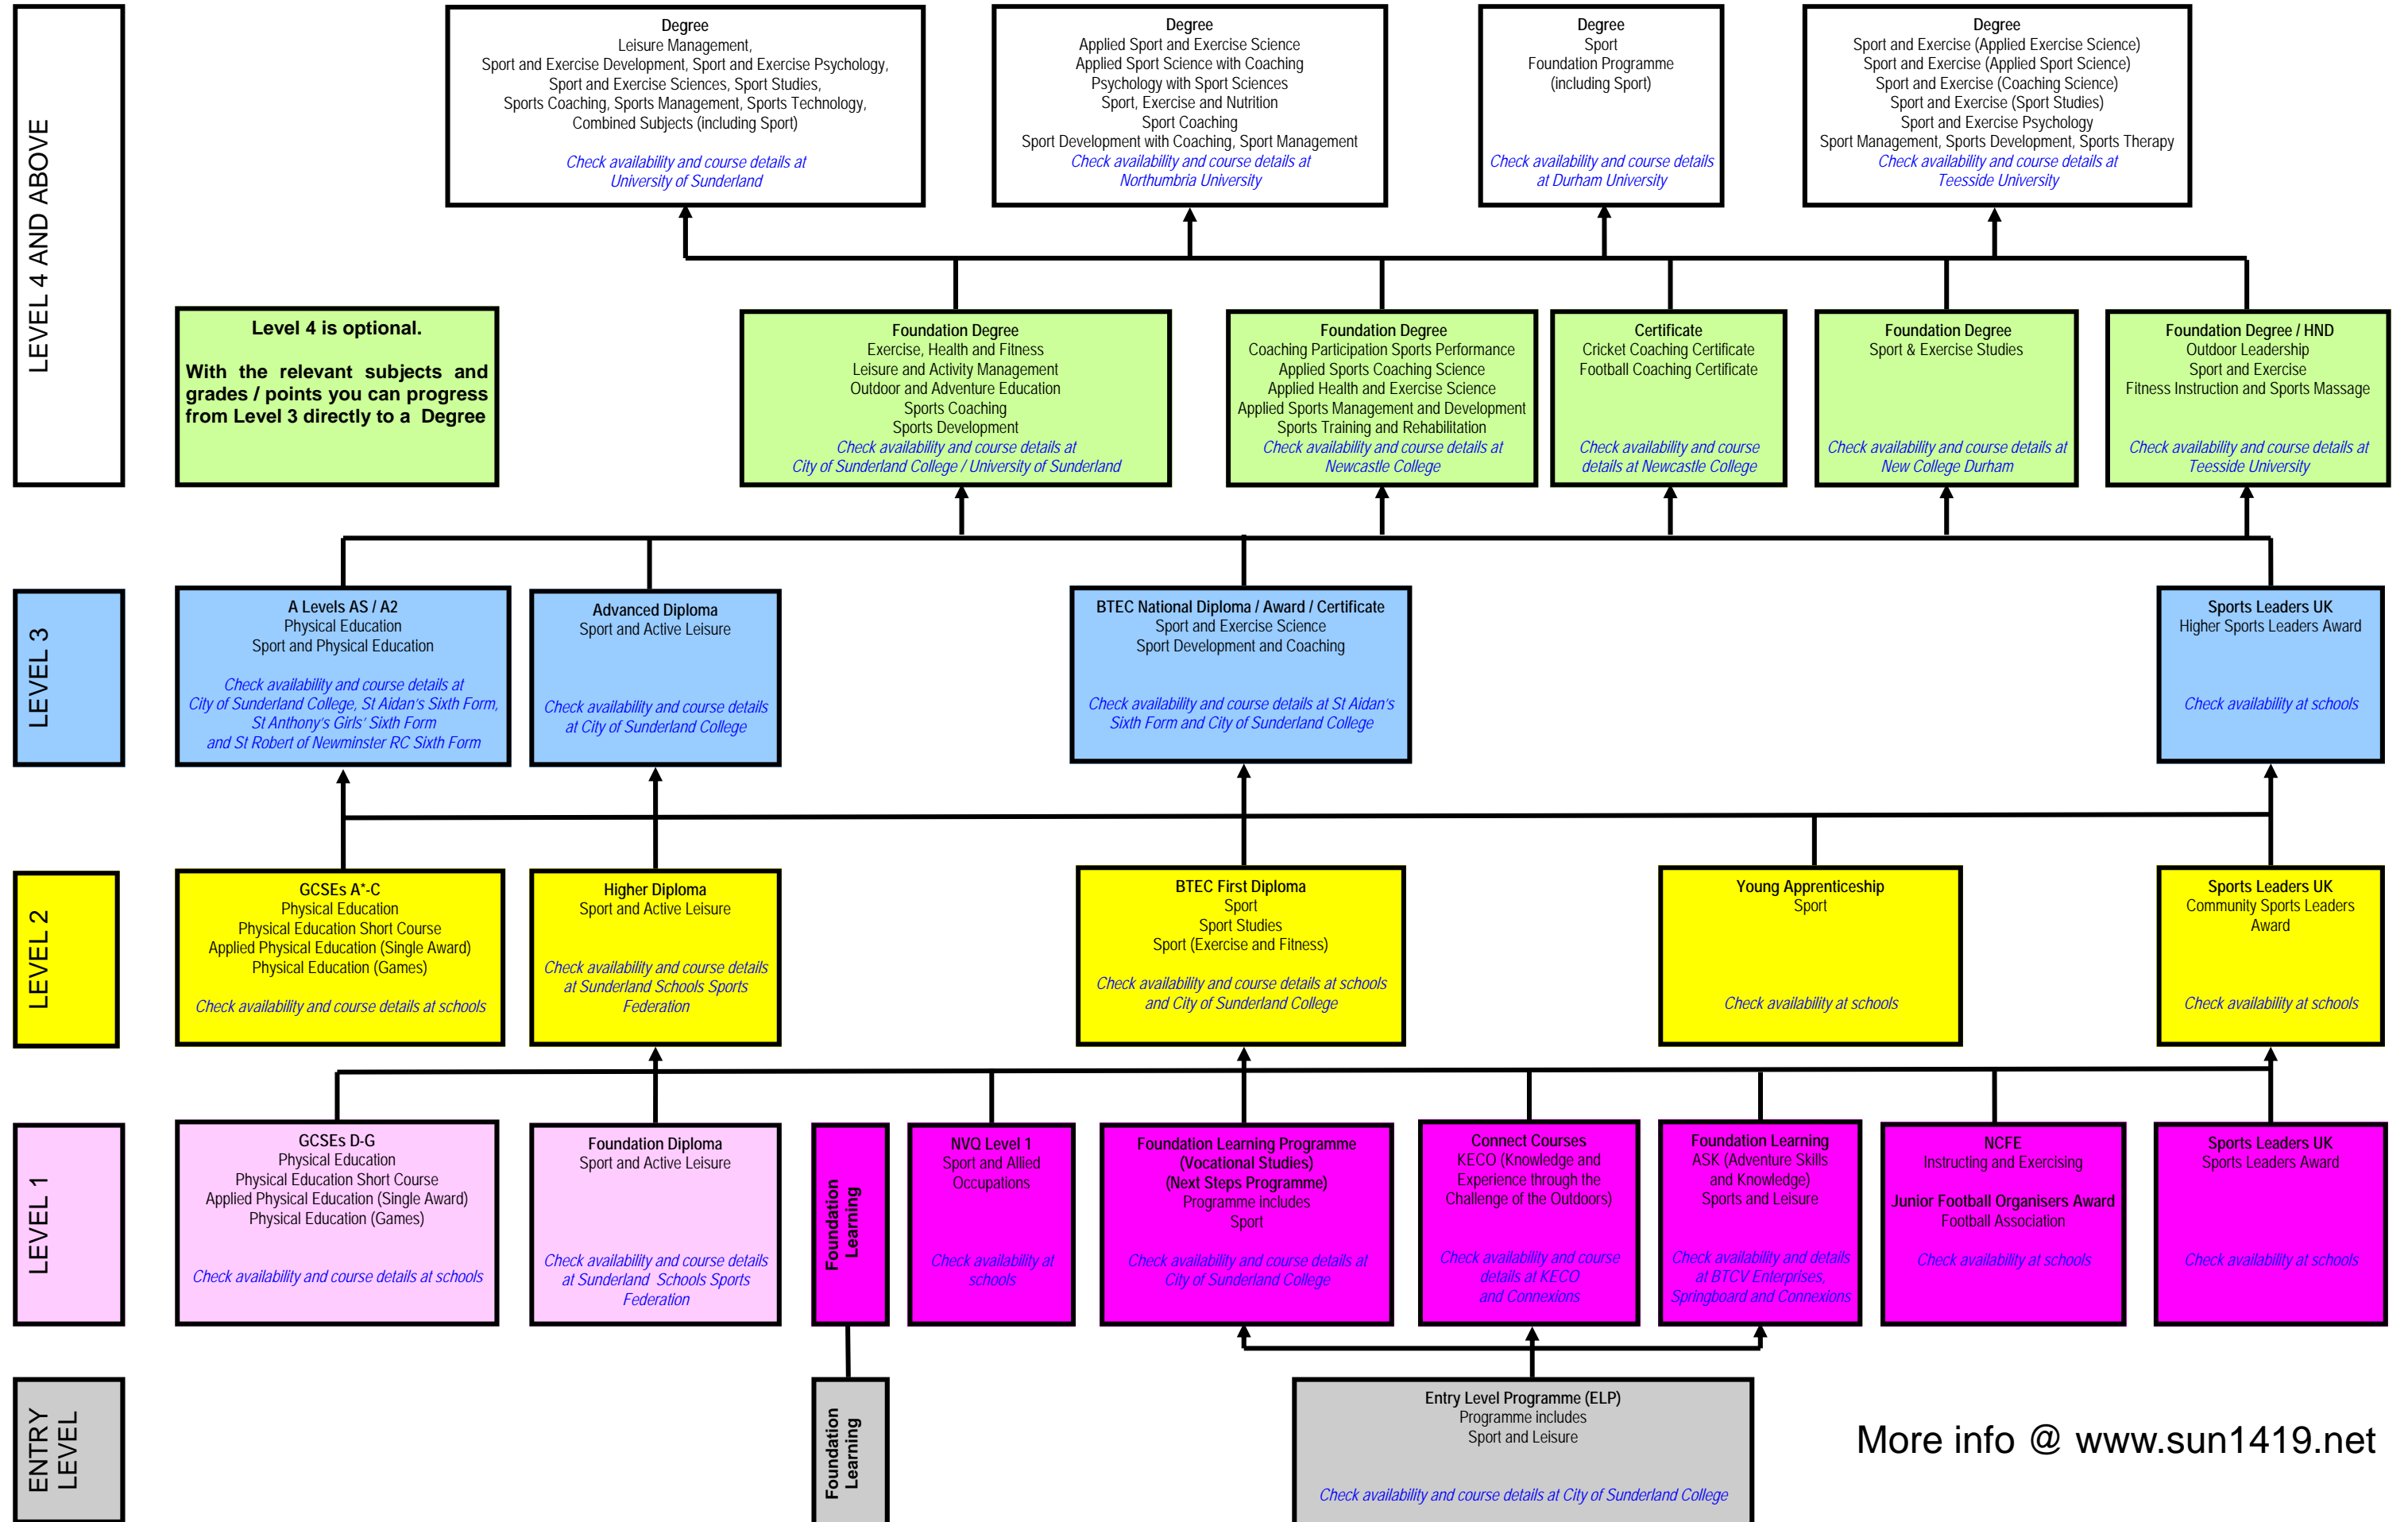 LEVEL 4 AND ABOVE
Degree
Leisure Management,
Sport and Exercise Development, Sport and Exercise Psychology,
Sport and Exercise Sciences, Sport Studies,
Sports Coaching, Sports Management, Sports Technology,
Combined Subjects (including Sport)
Check availability and course details at
University of Sunderland
Degree
Applied Sport and Exercise Science
Applied Sport Science with Coaching
Psychology with Sport Sciences
Sport, Exercise and Nutrition
Sport Coaching
Sport Development with Coaching, Sport Management
Check availability and course details at
Northumbria University
Degree
Sport
Foundation Programme
(including Sport)
Check availability and course details
at Durham University
Degree
Sport and Exercise (Applied Exercise Science)
Sport and Exercise (Applied Sport Science)
Sport and Exercise (Coaching Science)
Sport and Exercise (Sport Studies)
Sport and Exercise Psychology
Sport Management, Sports Development, Sports Therapy
Check availability and course details at
Teesside University
Level 4 is optional.
With the relevant subjects and
grades / points you can progress
from Level 3 directly to a Degree
Foundation Degree
Exercise, Health and Fitness
Leisure and Activity Management
Outdoor and Adventure Education
Sports Coaching
Sports Development
Check availability and course details at
City of Sunderland College / University of Sunderland
Foundation Degree
Coaching Participation Sports Performance
Applied Sports Coaching Science
Applied Health and Exercise Science
Applied Sports Management and Development
Sports Training and Rehabilitation
Check availability and course details at
Newcastle College
Certificate
Cricket Coaching Certificate
Football Coaching Certificate
Check availability and course
details at Newcastle College
Foundation Degree
Sport & Exercise Studies
Check availability and course details at
New College Durham
Foundation Degree / HND
Outdoor Leadership
Sport and Exercise
Fitness Instruction and Sports Massage
Check availability and course details at
Teesside University
LEVEL 3
A Levels AS / A2
Physical Education
Sport and Physical Education
Check availability and course details at
City of Sunderland College, St Aidan's Sixth Form,
St Anthony's Girls' Sixth Form
and St Robert of Newminster RC Sixth Form
Advanced Diploma
Sport and Active Leisure
Check availability and course details
at City of Sunderland College
BTEC National Diploma / Award / Certificate
Sport and Exercise Science
Sport Development and Coaching
Check availability and course details at St Aidan's
Sixth Form and City of Sunderland College
Sports Leaders UK
Higher Sports Leaders Award
Check availability at schools
LEVEL 2
GCSEs A*-C
Physical Education
Physical Education Short Course
Applied Physical Education (Single Award)
Physical Education (Games)
Check availability and course details at schools
Higher Diploma
Sport and Active Leisure
Check availability and course details
at Sunderland Schools Sports
Federation
BTEC First Diploma
Sport
Sport Studies
Sport (Exercise and Fitness)
Check availability and course details at schools
and City of Sunderland College
Young Apprenticeship
Sport
Check availability at schools
Sports Leaders UK
Community Sports Leaders
Award
Check availability at schools
LEVEL 1
GCSEs D-G
Physical Education
Physical Education Short Course
Applied Physical Education (Single Award)
Physical Education (Games)
Check availability and course details at schools
Foundation Diploma
Sport and Active Leisure
Check availability and course details
at Sunderland Schools Sports
Federation
Foundation
Learning
NVQ Level 1
Sport and Allied
Occupations
Check availability at
schools
Foundation Learning Programme
(Vocational Studies)
(Next Steps Programme)
Programme includes
Sport
Check availability and course details at
City of Sunderland College
Connect Courses
KECO (Knowledge and
Experience through the
Challenge of the Outdoors)
Check availability and course
details at KECO
and Connexions
Foundation Learning
ASK (Adventure Skills
and Knowledge)
Sports and Leisure
Check availability and details
at BTCV Enterprises,
Springboard and Connexions
NCFE
Instructing and Exercising
Junior Football Organisers Award
Football Association
Check availability at schools
Sports Leaders UK
Sports Leaders Award
Check availability at schools
ENTRY
LEVEL
Foundation
Learning
Entry Level Programme (ELP)
Programme includes
Sport and Leisure
Check availability and course details at City of Sunderland College
More info @ www.sun1419.net